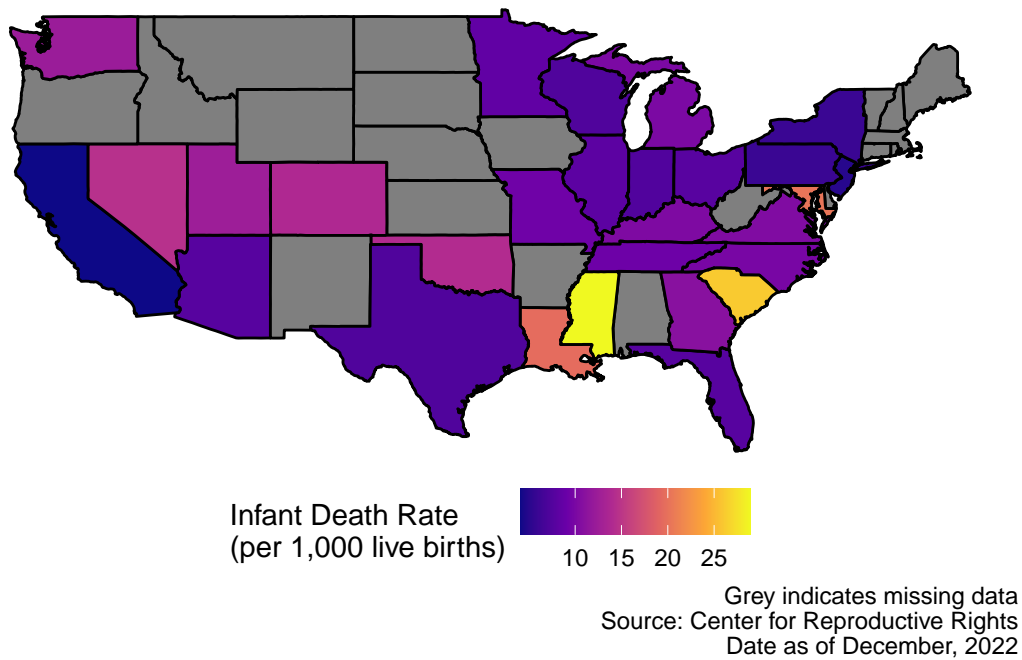 Infant Death Rate
(per 1,000 live births)
10 15 20 25
Grey indicates missing data
Source: Center for Reproductive Rights
Date as of December, 2022